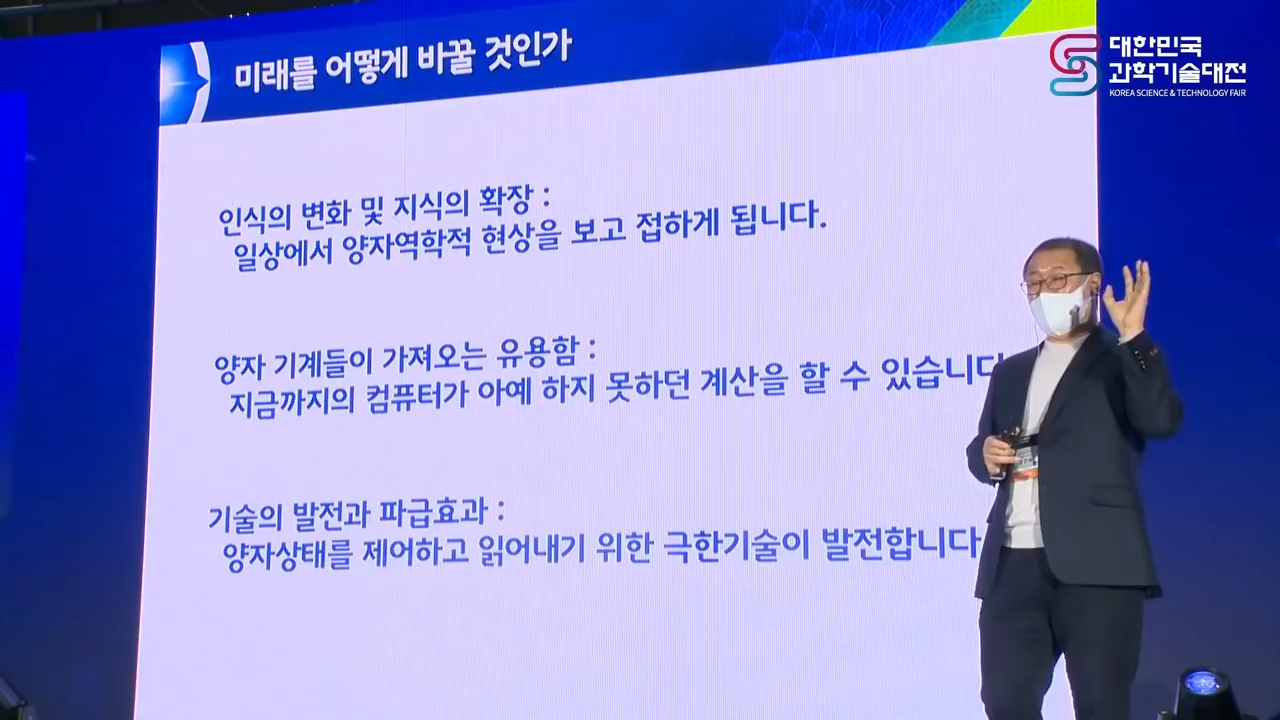 미래를 어떻게 바꿀 것인가
대한민국
과학기술대전
KOREA SCIENCE & TECHNOLOGY FAIR
인식의 변화 및 지식의 확장 :
일상에서 양자역학적 현상을 보고 접하게 됩니다.
양자 기계들이 가져오는 유용함 :
지금까지의 컴퓨터가 아예 하지 못하던 계산을 할 수 있습니다
기술의 발전과 파급효과 :
양자상태를 제어하고 읽어내기 위한 극한기술이 발전합니다